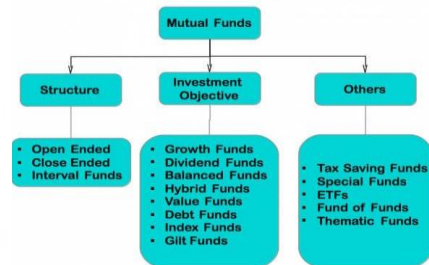 Mutual Funds
Structure
Investment
Objective
Others
▪ Open Ended
▪ Close Ended
▪ Interval Funds
▪ Growth Funds
▪ Dividend Funds
▪ Balanced Funds
▪ Hybrid Funds
▪ Value Funds
▪ Debt Funds
▪ Index Funds
▪ Gilt Funds
▪ Tax Saving Funds
▪ Special Funds
▪ ETFs
▪ Fund of Funds
▪ Thematic Funds